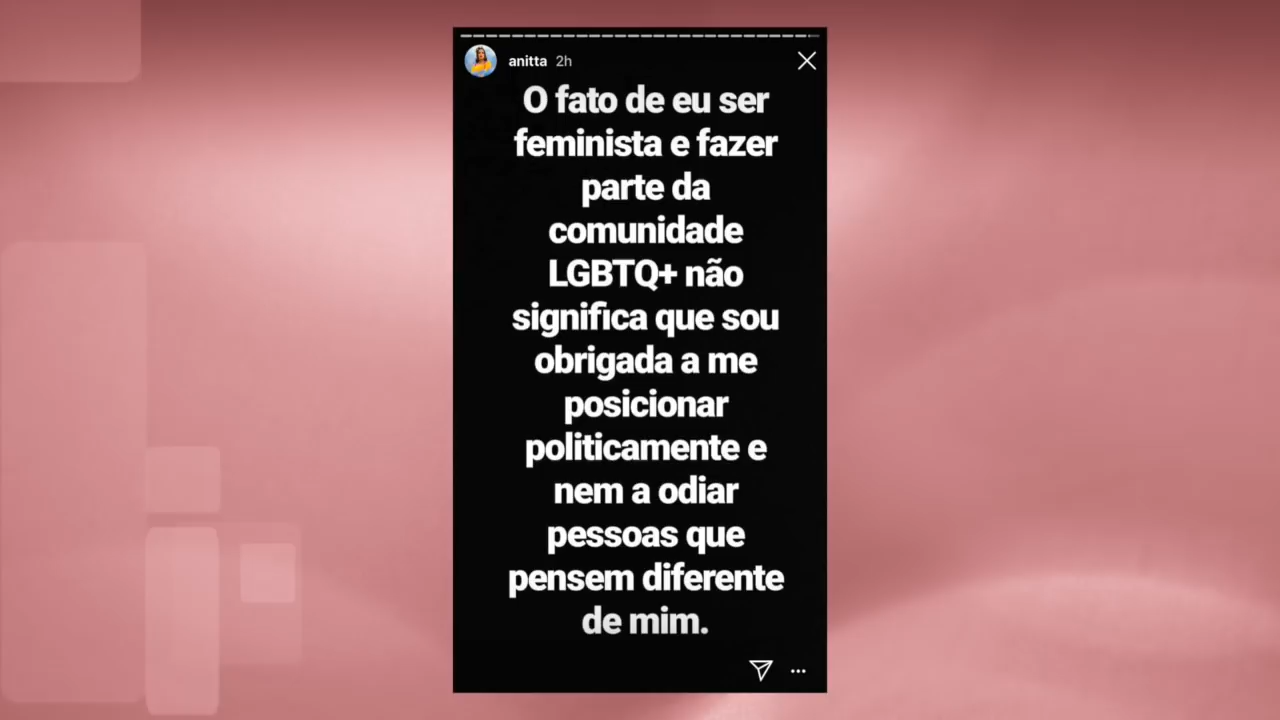 anitta 2h
O fato de eu ser
feminista e fazer
parte da
comunidade
LGBTQ+ não
significa que sou
obrigada a me
posicionar
politicamente e
nem a odiar
pessoas que
pensem diferente
de mim.